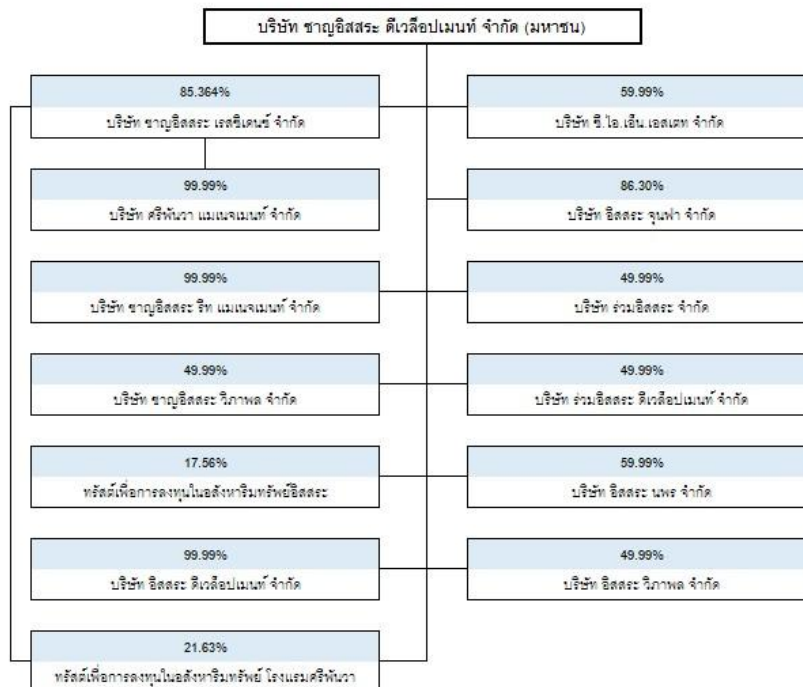 บริษัท ชาญอิสสระ ดีเวล็อปเมนท์ จำกัด (มหาชน)
85.364%
บริษัท ชาญอิสสระ เรสซิเดนซ์ จำกัด
59.99%
บริษัท ซี.ไอ.เอ็น.เอสเตท จำกัด
99.99%
บริษัท ศรีพันวา แมเนจเมนท์ จำกัด
86.30%
บริษัท อิสสระ จุนฟา จำกัด
99.99%
บริษัท ชาญอิสสระ รีท แมเนจเมนท์ จำกัด
49.99%
บริษัท ร่วมอิสสระ จำกัด
49.99%
บริษัท ชาญอิสสระ วิภาพล จำกัด
49.99%
บริษัท ร่วมอิสสระ ดีเวล็อปเมนท์ จำกัด
17.56%
ทรัสต์เพื่อการลงทุนในอสังหาริมทรัพย์อิสสระ
59.99%
บริษัท อิสสระ นพร จำกัด
99.99%
บริษัท อิสสระ ดีเวล็อปเมนท์ จำกัด
49.99%
บริษัท อิสสระ วิภาพล จำกัด
21.63%
ทรัสต์เพื่อการลงทุนในอสังหาริมทรัพย์ โรงแรมศรีพันวา